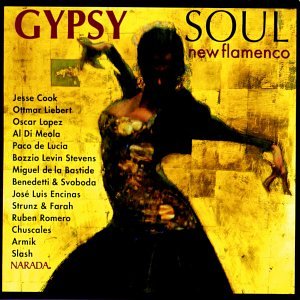 GYPSY SOUL
new flamenco
Jesse Cook
Ottmar Liebert
Oscar Lopez
Al Di Meola
Paco de Lucia
Bozzio Levin Stevens
Miguel de la Bastide
Benedetti & Svoboda
José Luis Encinas
Strunz & Farah
Ruben Romero
Chuscales
Armik
Slash
NARADA